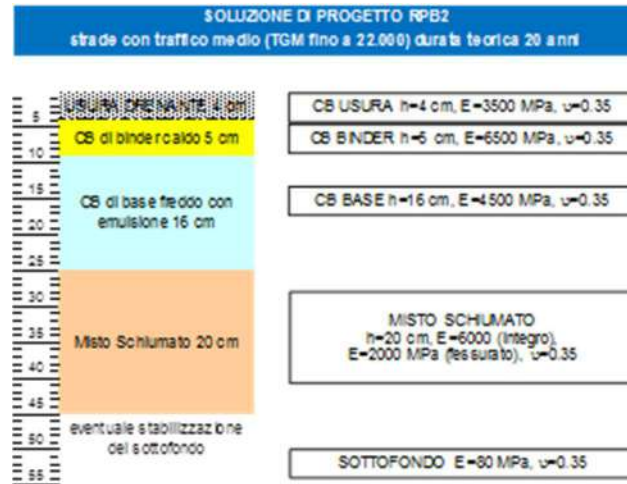 SOLUZIONE DI PROGETTO RPB2
strade con traffico medio (TGM fino a 22.000) durata teorica 20 anni
USURA DRENANTE 4 cm
CB USURA h=4 cm, E=3500 MPa, υ=0.35
5
CB di binder caldo 5 cm
CB BINDER h=5 cm, E=6500 MPa, υ=0.35
10
15
CB di base freddo con
emulsione 16 cm
CB BASE h=16 cm, E=4500 MPa, υ=0.35
20
25
30
MISTO SCHIUMATO
h=20 cm, E=6000 (integro),
E=2000 MPa (fessurato), υ=0.35
35
Misto Schiumato 20 cm
40
45
eventuale stabilizzazione
del sottofondo
50
SOTTOFONDO E=80 MPa, υ=0.35
55